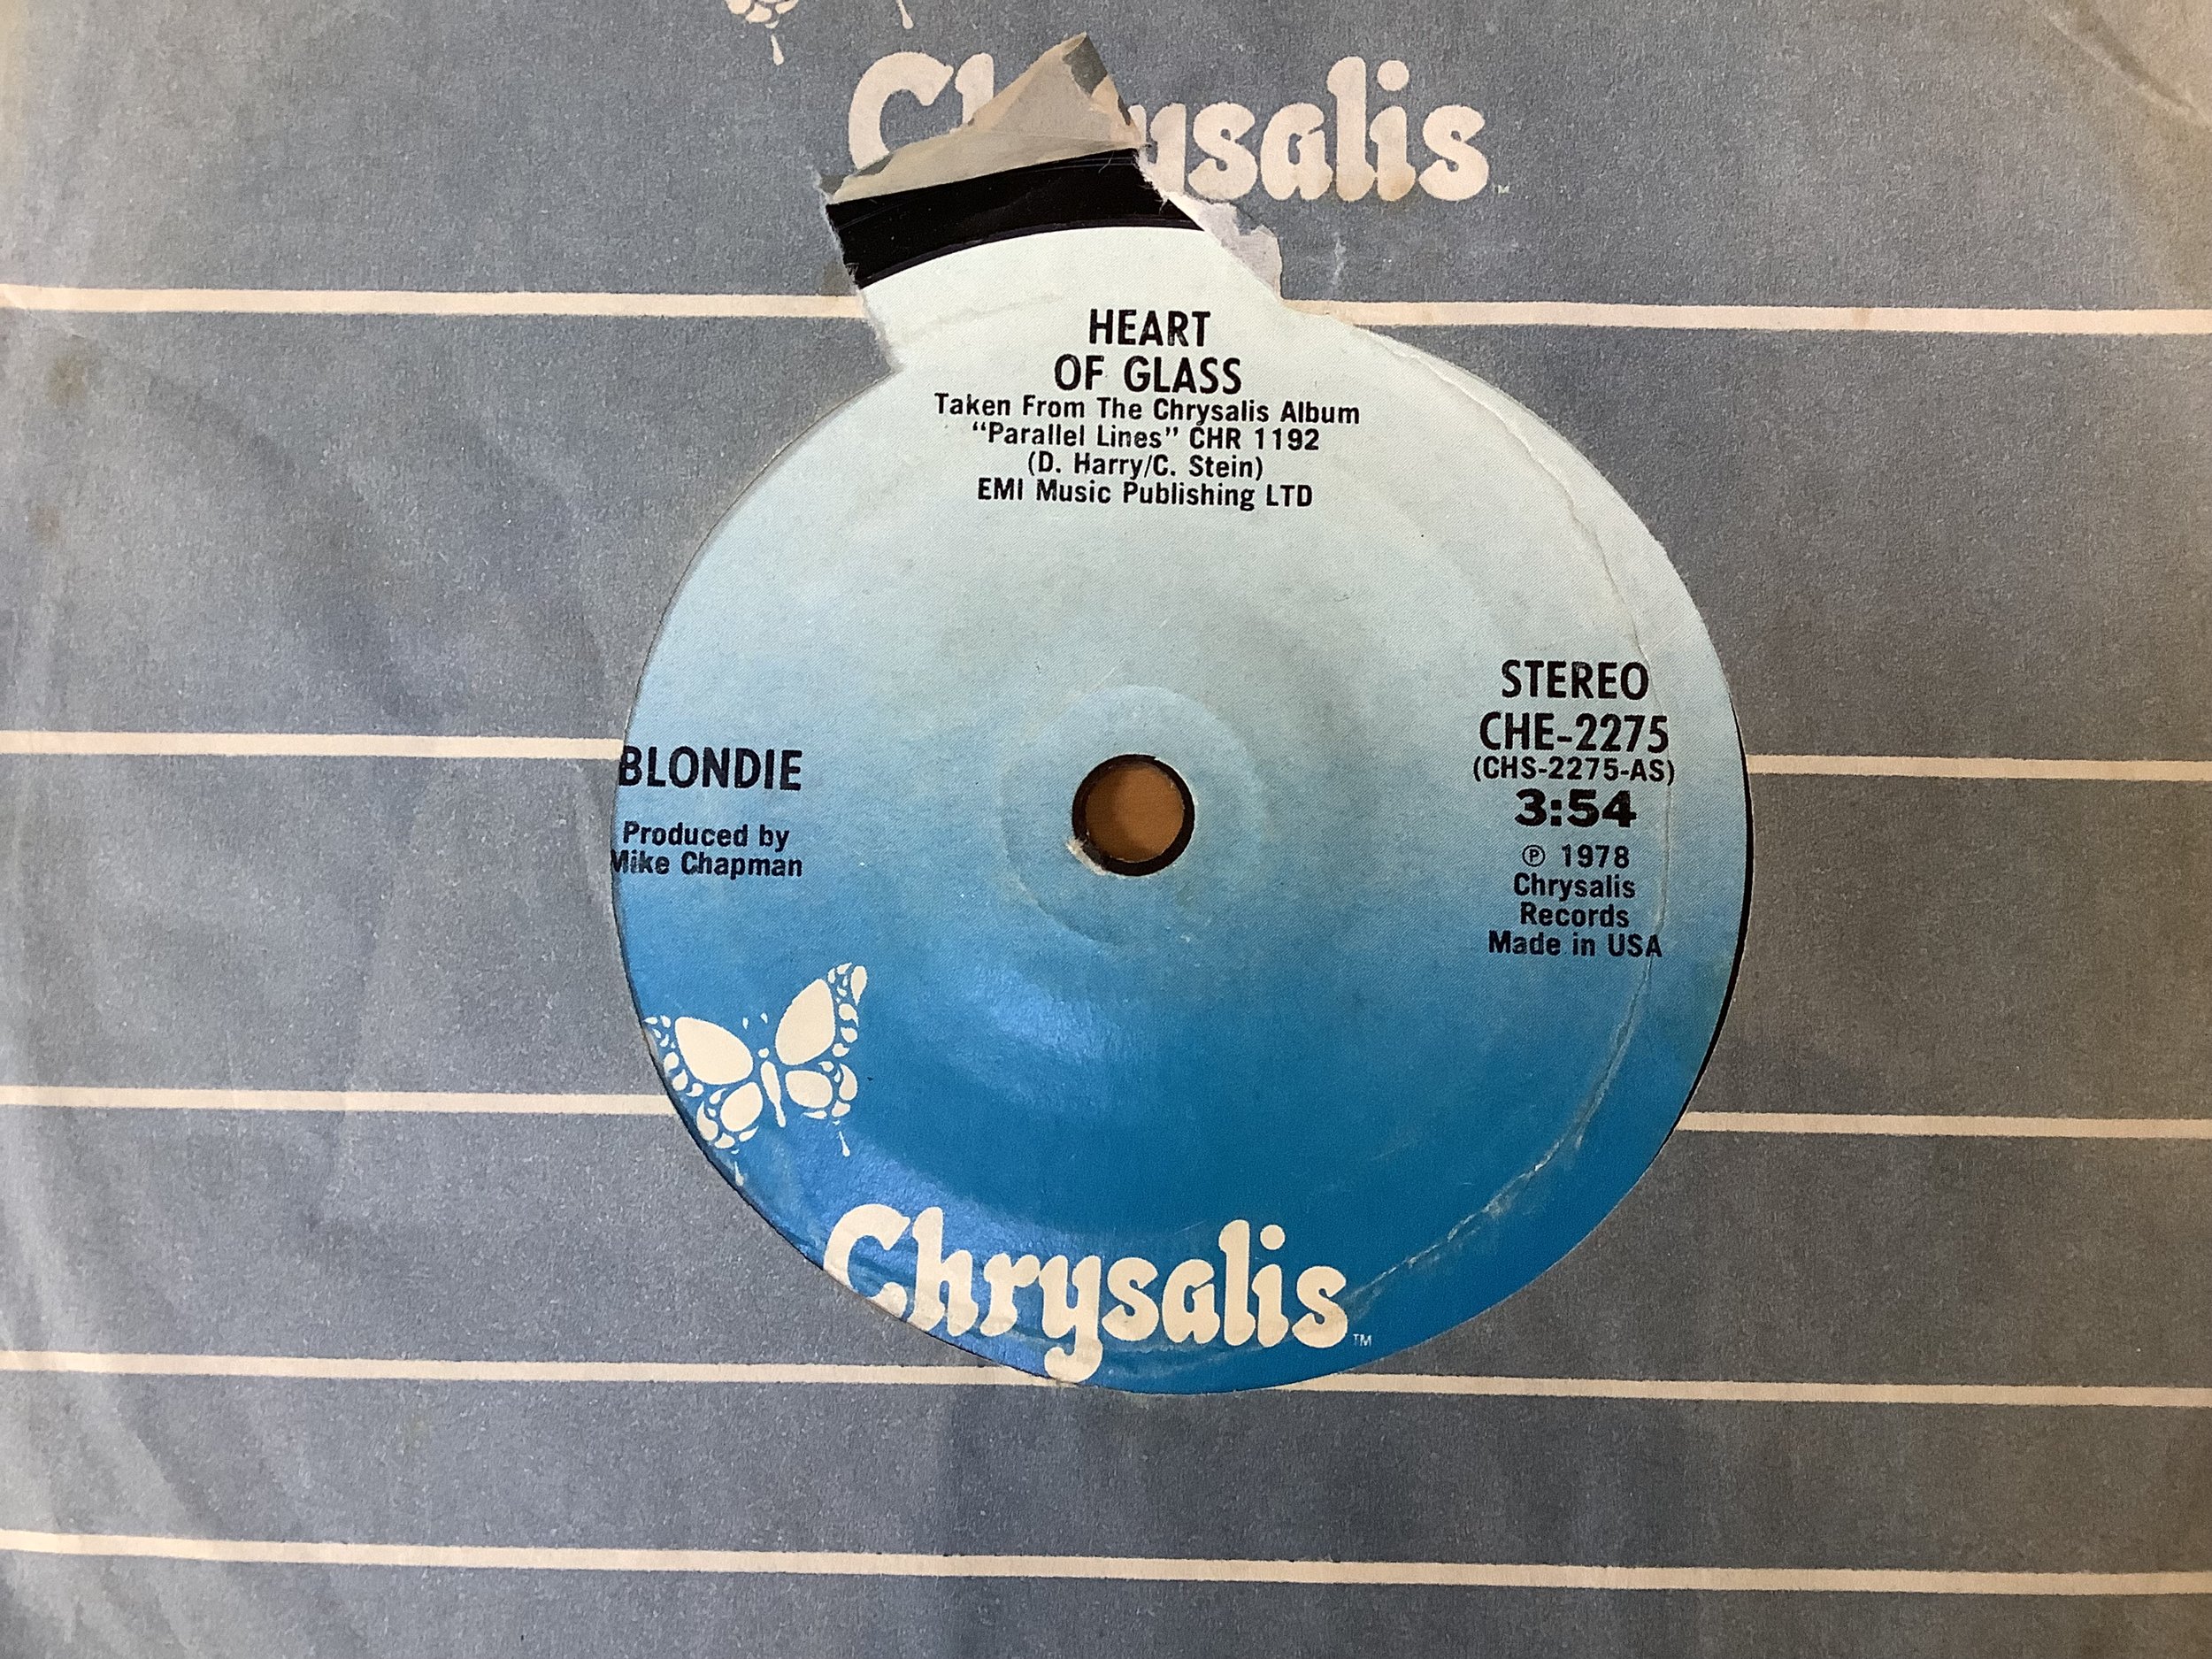 Chrysalis
HEART
OF GLASS
Taken From The Chrysalis Album
“Parallel Lines” CHR 1192
(D. Harry/C. Stein)
EMI Music Publishing LTD
BLONDIE
Produced by
Mike Chapman
STEREO
CHE-2275
(CHS-2275-AS)
3:54
℗ 1978
Chrysalis
Records
Made in USA
Chrysalis™